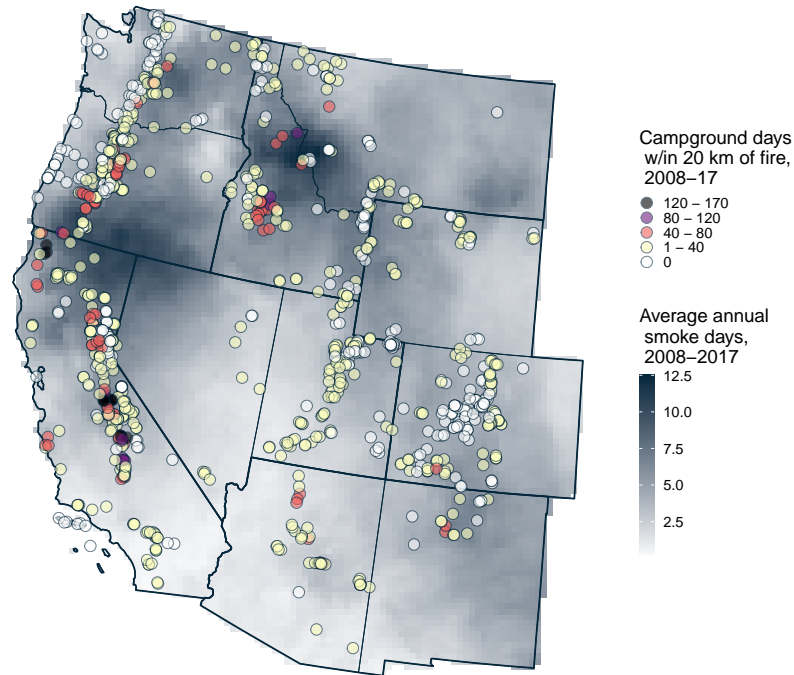 Campground days
w/in 20 km of fire,
2008–17
120 – 170
80 – 120
40 – 80
1 – 40
0
Average annual
smoke days,
2008–2017
12.5
10.0
7.5
5.0
2.5